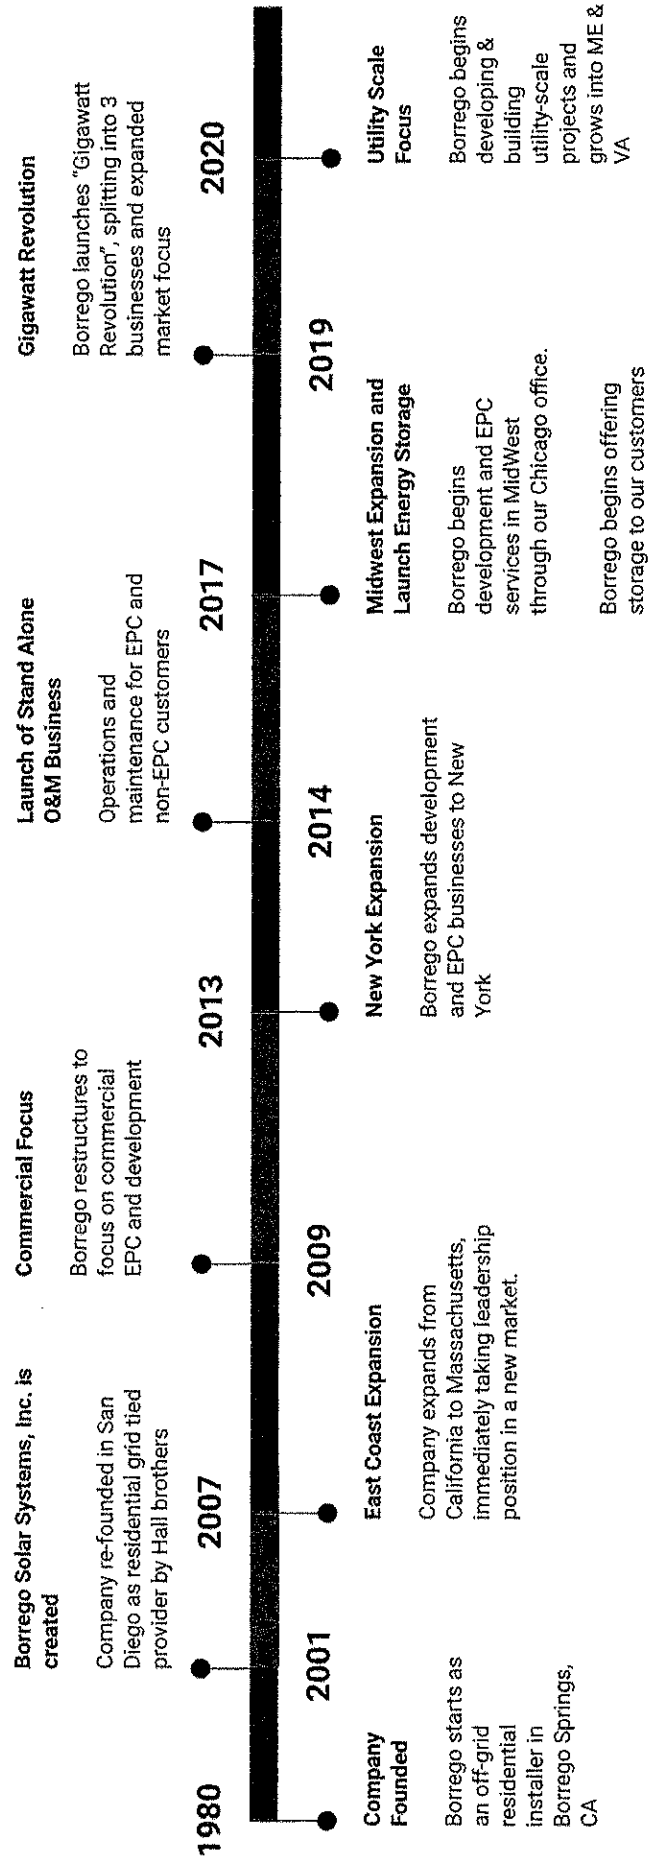 1980
Company
Founded
Borrego starts as
an off-grid
residential
installer in
Borrego Springs,
CA
Borrego Solar Systems, Inc. is
created
Company re-founded in San
Diego as residential grid tied
provider by Hall brothers
2001
2007
East Coast Expansion
Company expands from
California to Massachusetts,
immediately taking leadership
position in a new market.
Commercial Focus
Borrego restructures to
focus on commercial
EPC and development
2009
2013
New York Expansion
Borrego expands development
and EPC businesses to New
York
Launch of Stand Alone
O&M Business
Operations and
maintenance for EPC and
non-EPC customers
2014
2017
Midwest Expansion and
Launch Energy Storage
Borrego begins
development and EPC
services in MidWest
through our Chicago office.
Borrego begins offering
storage to our customers
Gigawatt Revolution
Borrego launches "Gigawatt
Revolution", splitting into 3
businesses and expanded
market focus
2019
2020
Utility Scale
Focus
Borrego begins
developing &
building
utility-scale
projects and
grows into ME &
VA